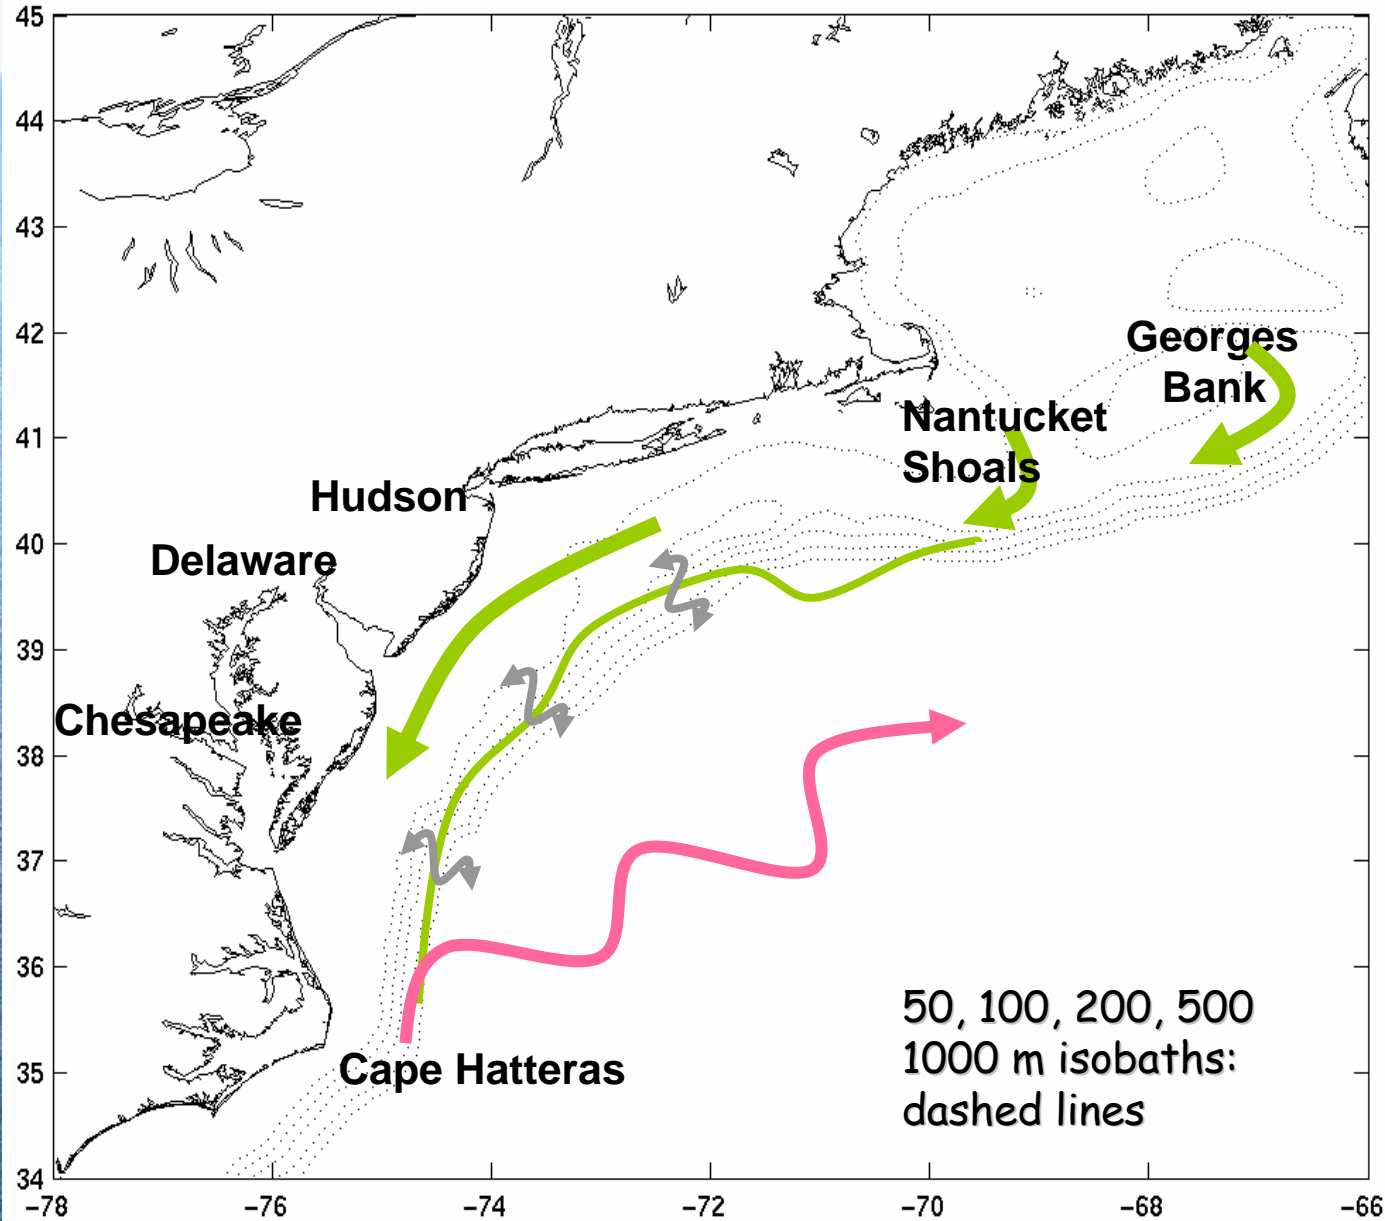 45
44
43
42
41
40
39
38
37
36
35
34
Georges
Bank
Nantucket
Shoals
Hudson
Delaware
Chesapeake
Cape Hatteras
50, 100, 200, 500
1000 m isobaths:
dashed lines
−78 −76 −74 −72 −70 −68 −66